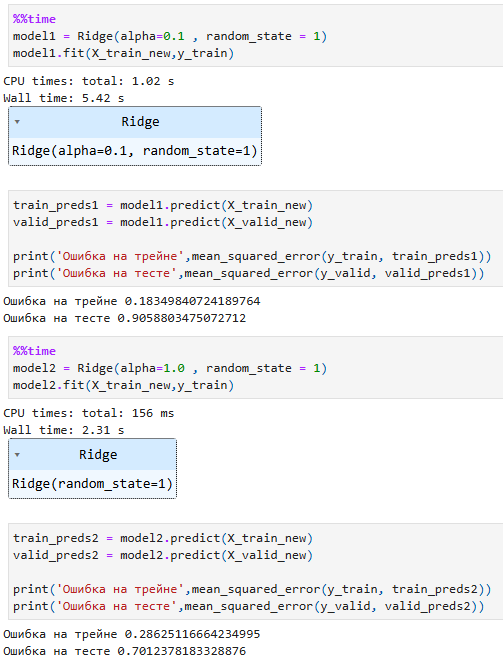 %%time
model1 = Ridge(alpha=0.1 , random_state = 1)
model1.fit(X_train_new,y_train)
CPU times: total: 1.02 s
Wall time: 5.42 s
Ridge
Ridge(alpha=0.1, random_state=1)
train_preds1 = model1.predict(X_train_new)
valid_preds1 = model1.predict(X_valid_new)
print('Ошибка на трейне',mean_squared_error(y_train, train_preds1))
print('Ошибка на тесте',mean_squared_error(y_valid, valid_preds1))
Ошибка на трейне 0.18349840724189764
Ошибка на тесте 0.9058803475072712
%%time
model2 = Ridge(alpha=1.0 , random_state = 1)
model2.fit(X_train_new,y_train)
CPU times: total: 156 ms
Wall time: 2.31 s
Ridge
Ridge(random_state=1)
train_preds2 = model2.predict(X_train_new)
valid_preds2 = model2.predict(X_valid_new)
print('Ошибка на трейне',mean_squared_error(y_train, train_preds2))
print('Ошибка на тесте',mean_squared_error(y_valid, valid_preds2))
Ошибка на трейне 0.28625116664234995
Ошибка на тесте 0.7012378183328876